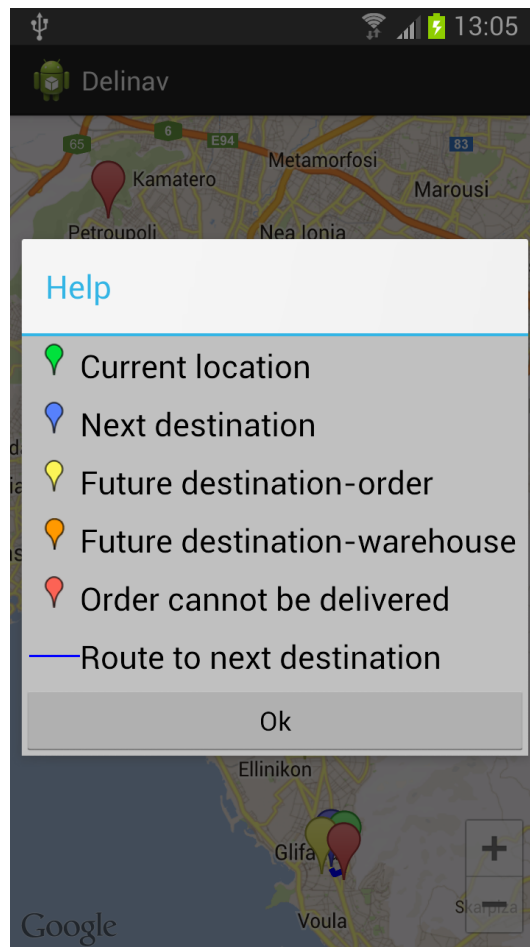 13:05
Delinav
65
6
E94
83
Metamorfosi
Kamatero
Marousi
Petroupoli
Nea Ionia
Help
Current location
Next destination
Future destination-order
Future destination-warehouse
Order cannot be delivered
Route to next destination
Ok
Ellinikon
Glifa
+
Google
Voula